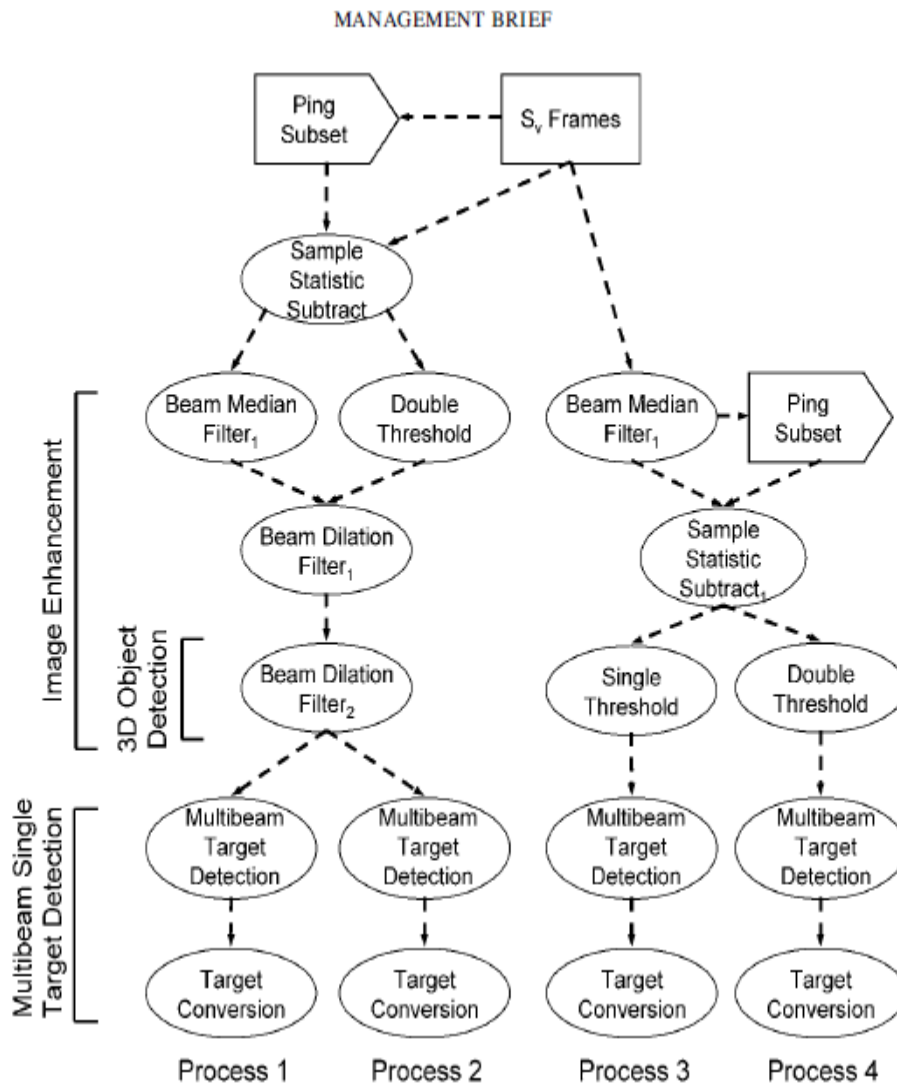 MANAGEMENT BRIEF
Ping
Subset
Sᵥ Frames
Sample
Statistic
Subtract
Beam Median
Filter₁
Double
Threshold
Beam Median
Filter₁
Ping
Subset
Beam Dilation
Filter₁
Sample
Statistic
Subtract₁
Image Enhancement
3D Object
Detection
Beam Dilation
Filter₂
Single
Threshold
Double
Threshold
Multibeam Single
Target Detection
Multibeam
Target
Detection
Multibeam
Target
Detection
Multibeam
Target
Detection
Multibeam
Target
Detection
Target
Conversion
Target
Conversion
Target
Conversion
Target
Conversion
Process 1
Process 2
Process 3
Process 4